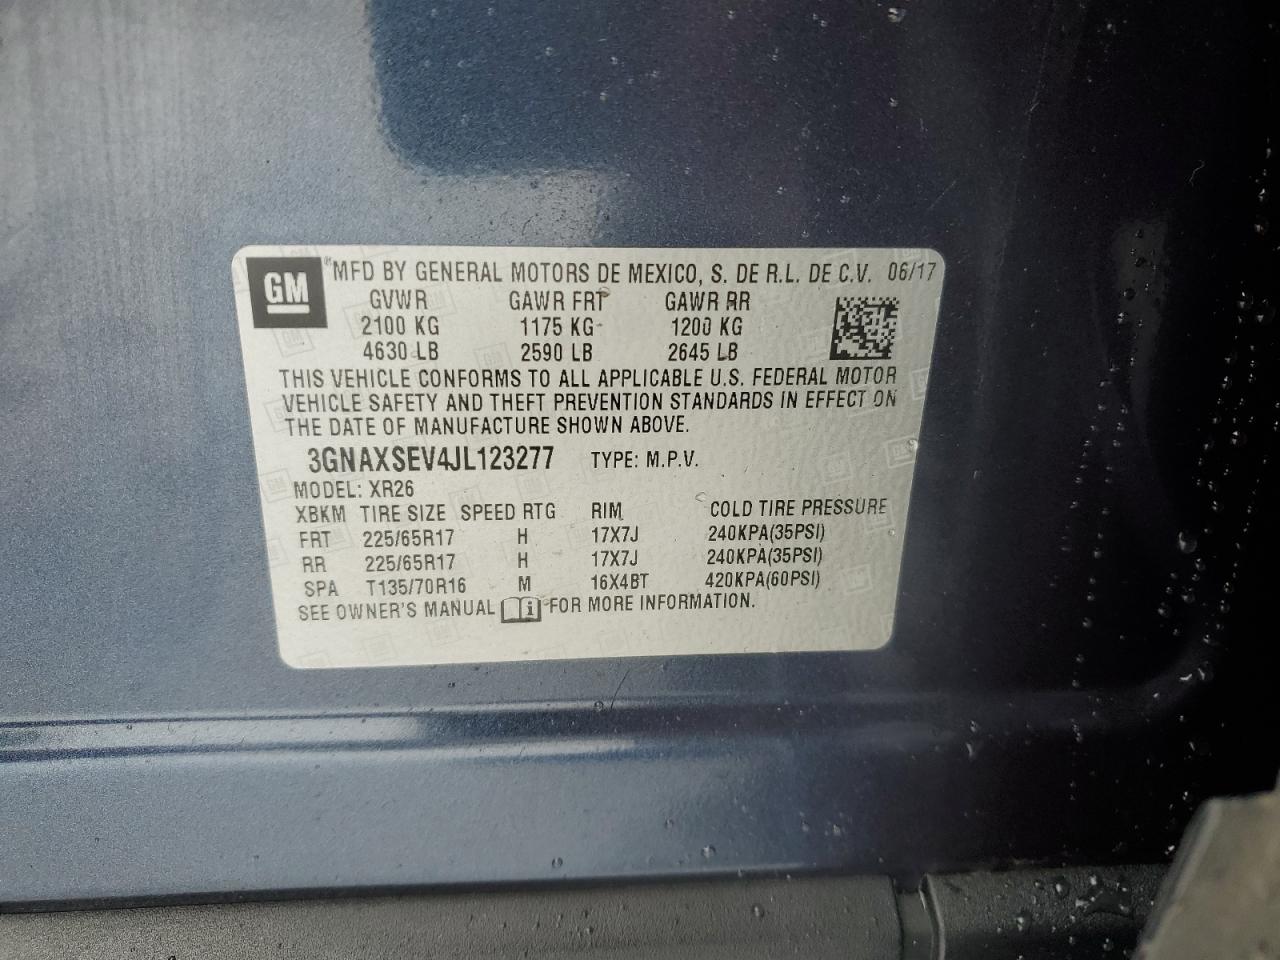 GM
® MFD BY GENERAL MOTORS DE MEXICO, S. DE R.L. DE C.V. 06/17
GVWR GAWR FRT GAWR RR
2100 KG 1175 KG 1200 KG
4630 LB 2590 LB 2645 LB
THIS VEHICLE CONFORMS TO ALL APPLICABLE U.S. FEDERAL MOTOR
VEHICLE SAFETY AND THEFT PREVENTION STANDARDS IN EFFECT ON
THE DATE OF MANUFACTURE SHOWN ABOVE.
3GNAXSEV4JL123277 TYPE: M.P.V.
MODEL: XR26
XBKM TIRE SIZE SPEED RTG RIM COLD TIRE PRESSURE
FRT 225/65R17 H 17X7J 240KPA(35PSI)
RR 225/65R17 H 17X7J 240KPA(35PSI)
SPA T135/70R16 M 16X4BT 420KPA(60PSI)
SEE OWNER'S MANUAL i FOR MORE INFORMATION.